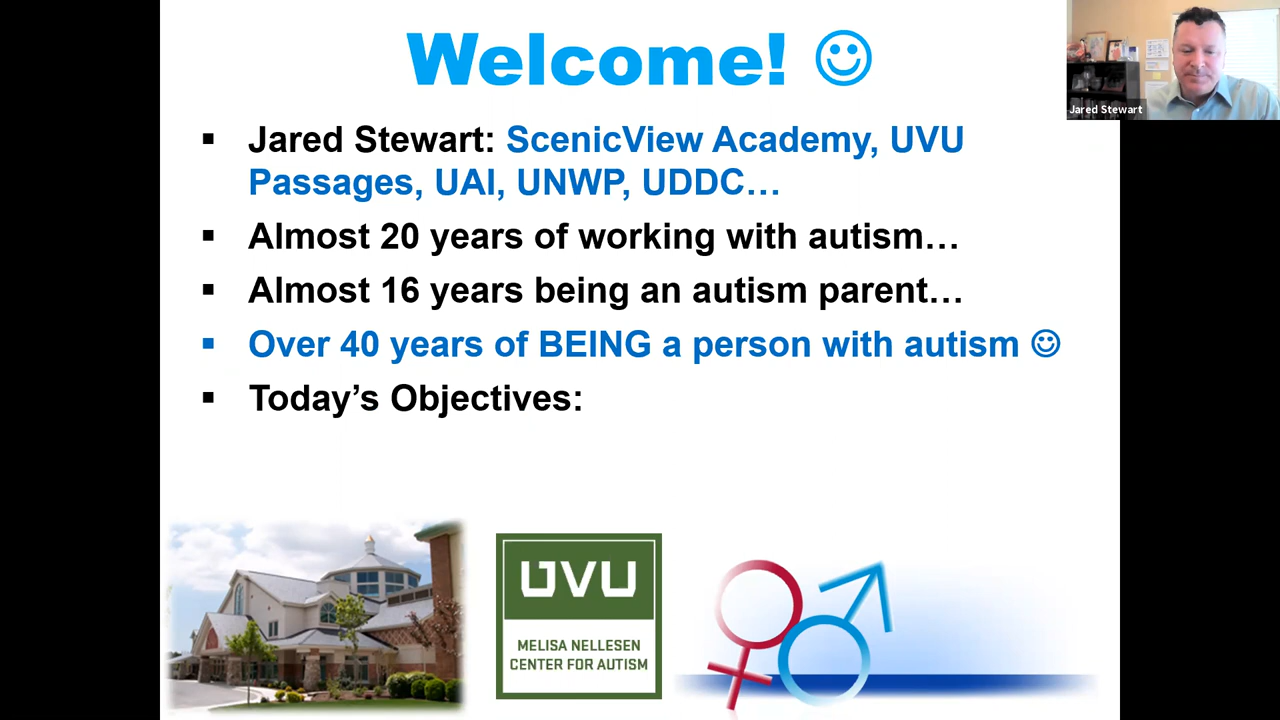 Welcome! ☺
Jared Stewart
▪ Jared Stewart: ScenicView Academy, UVU
Passages, UAI, UNWP, UDDC…
▪ Almost 20 years of working with autism…
▪ Almost 16 years being an autism parent…
▪ Over 40 years of BEING a person with autism ☺
▪ Today’s Objectives:
UVU
MELISA NELLESEN
CENTER FOR AUTISM